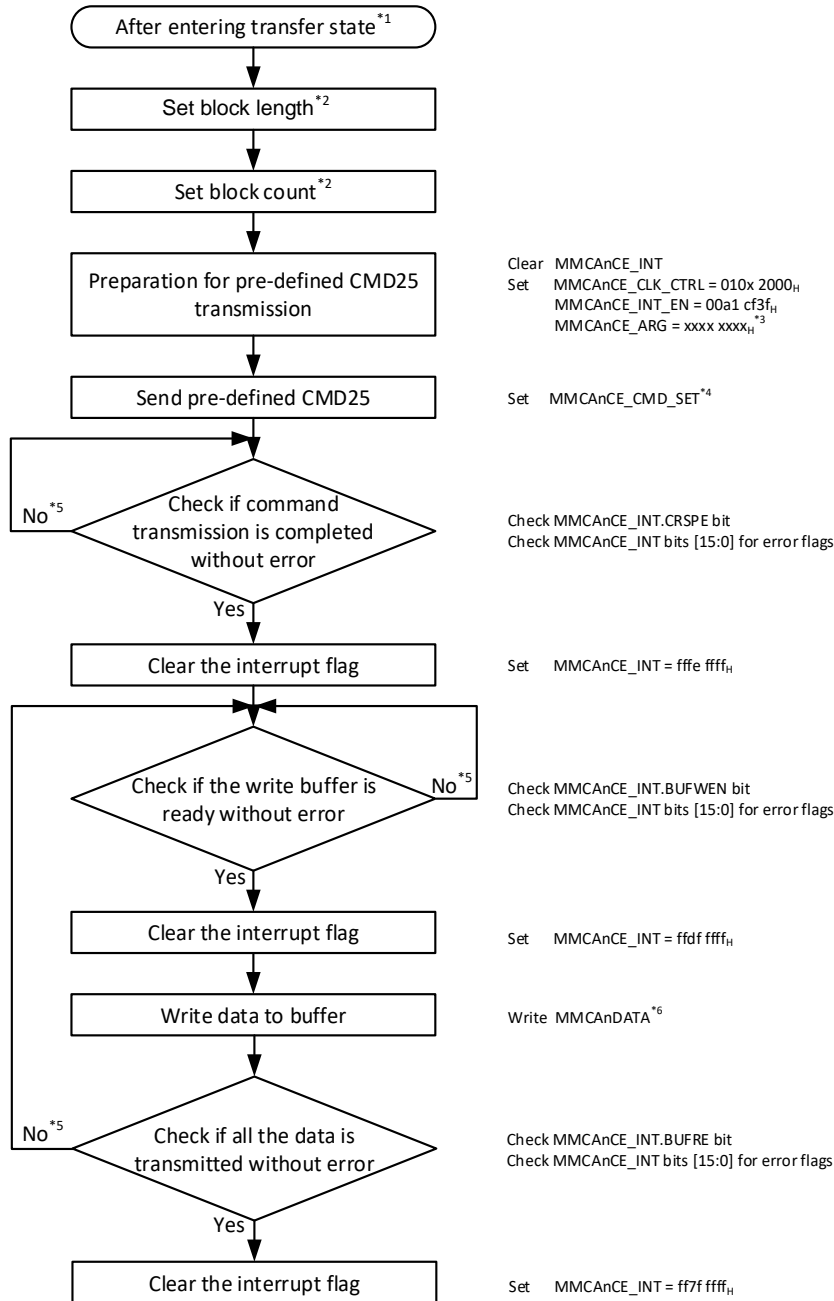 After entering transfer state*1
Set block length*2
Set block count*2
Preparation for pre-defined CMD25
transmission
Clear MMCAnCE_INT
Set MMCAnCE_CLK_CTRL = 010x 2000H
MMCAnCE_INT_EN = 00a1 cf3fH
MMCAnCE_ARG = xxxx xxxxH*3
Send pre-defined CMD25
Set MMCAnCE_CMD_SET*4
No*5
Check if command
transmission is completed
without error
Check MMCAnCE_INT.CRSPE bit
Check MMCAnCE_INT bits [15:0] for error flags
Yes
Clear the interrupt flag
Set MMCAnCE_INT = fffe ffffH
Check if the write buffer is
ready without error
No*5
Check MMCAnCE_INT.BUFWEN bit
Check MMCAnCE_INT bits [15:0] for error flags
Yes
Clear the interrupt flag
Set MMCAnCE_INT = ffdf ffffH
Write data to buffer
Write MMCAnDATA*6
No*5
Check if all the data is
transmitted without error
Check MMCAnCE_INT.BUFRE bit
Check MMCAnCE_INT bits [15:0] for error flags
Yes
Clear the interrupt flag
Set MMCAnCE_INT = ff7f ffffH